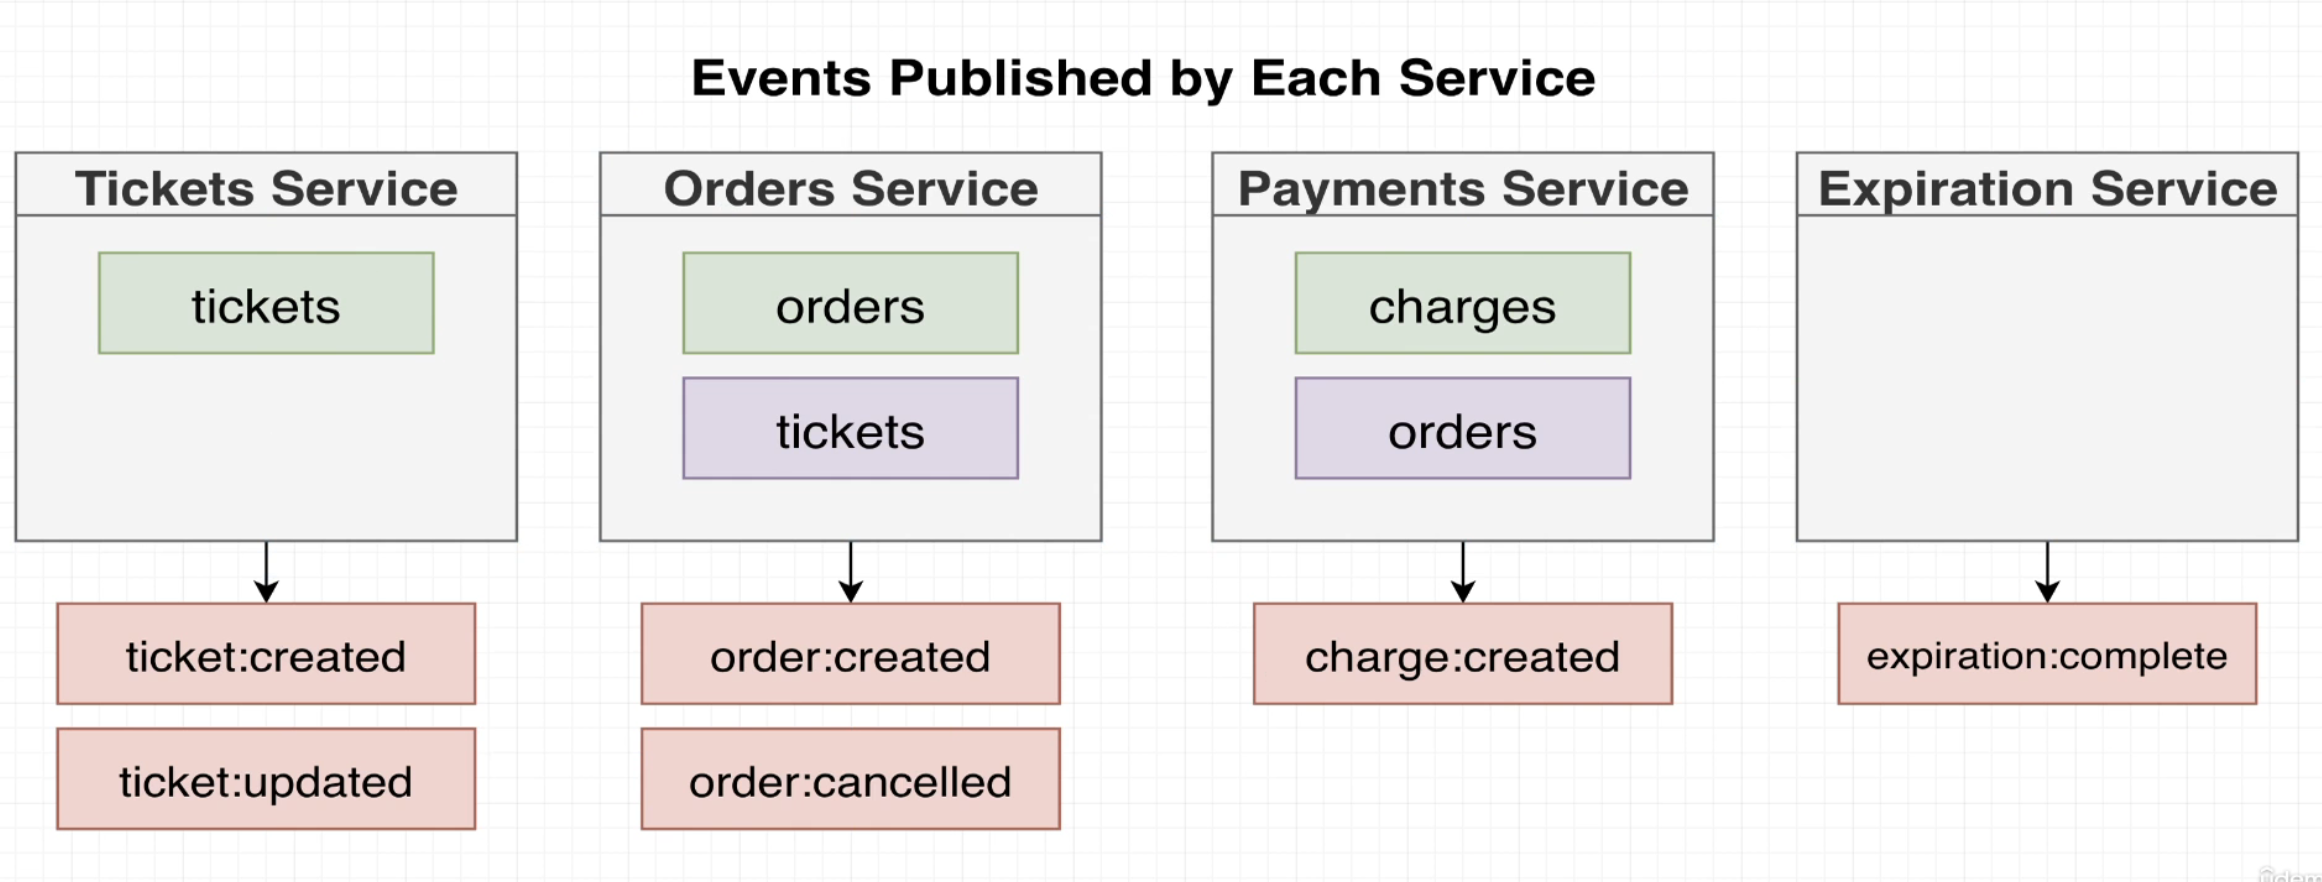 Events Published by Each Service
Tickets Service
tickets
ticket:created
ticket:updated
Orders Service
orders
tickets
order:created
order:cancelled
Payments Service
charges
orders
charge:created
Expiration Service
expiration:complete